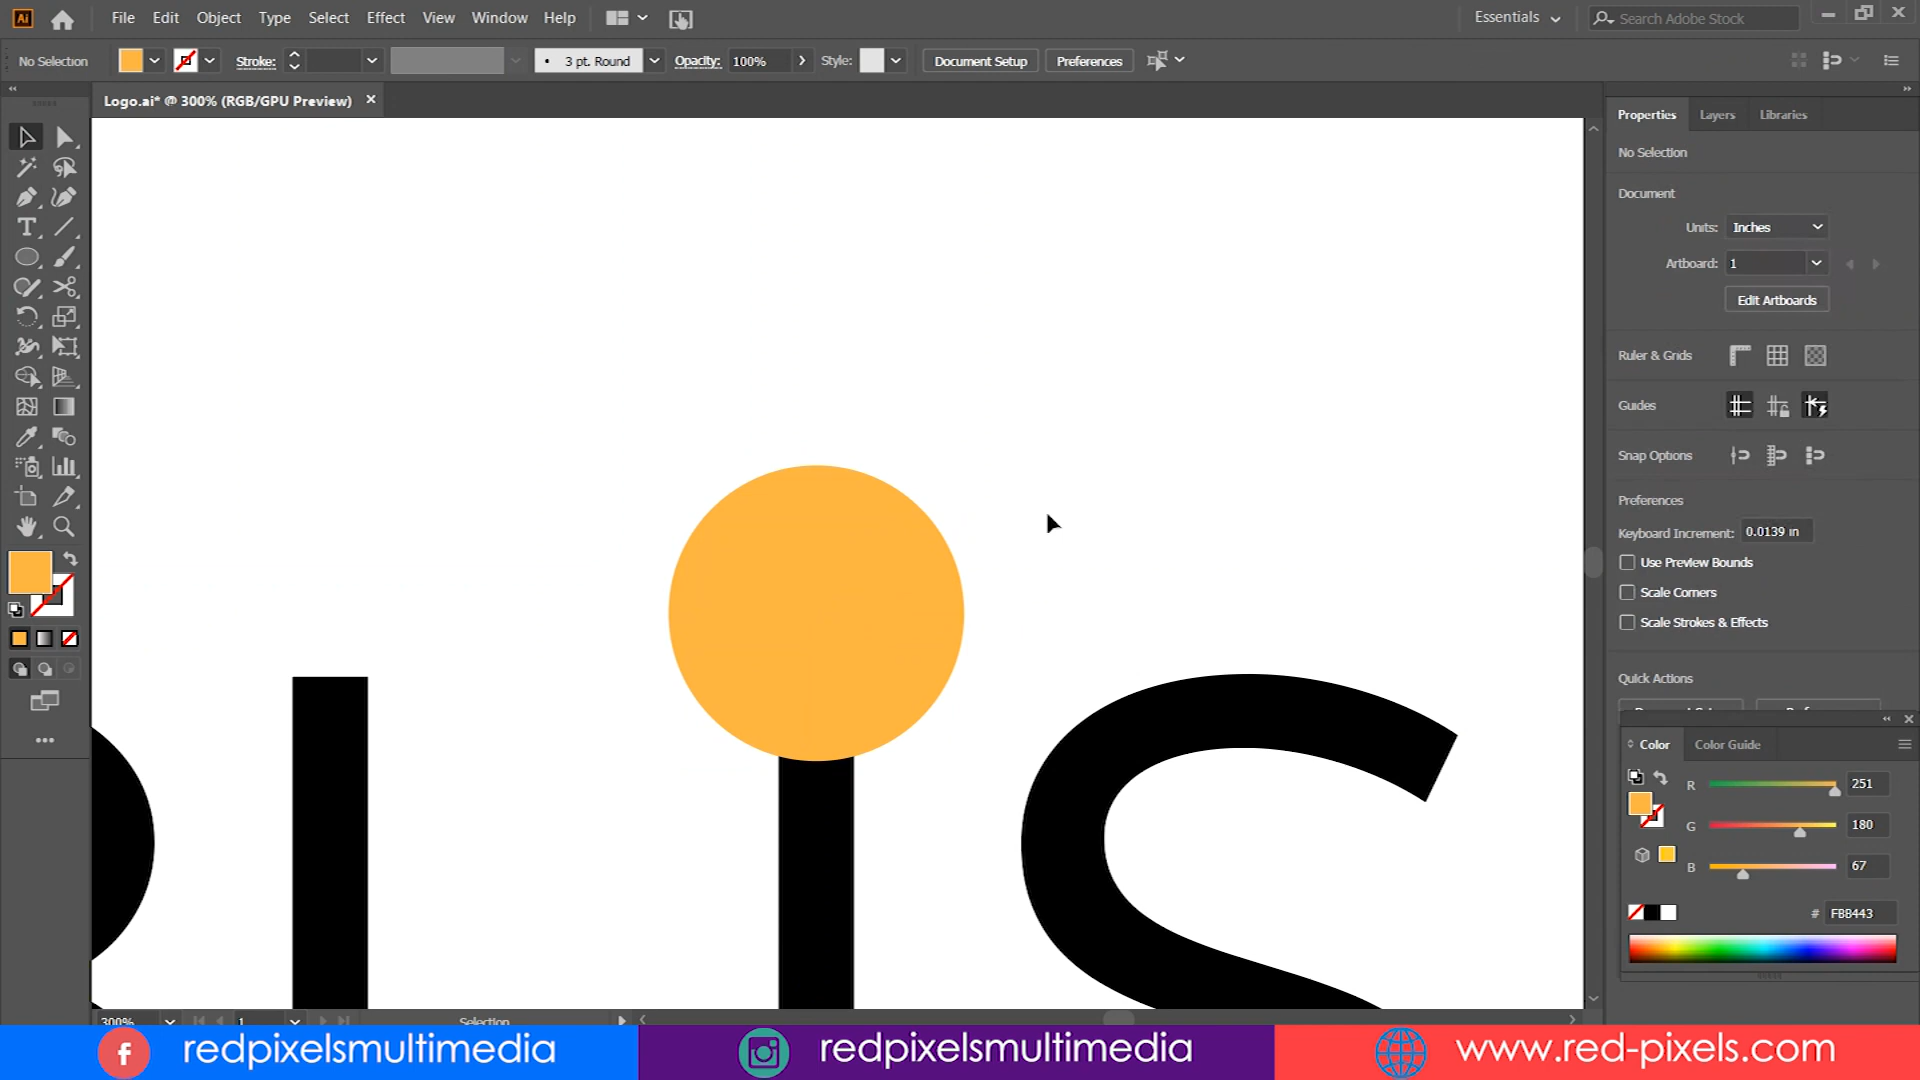 Ai File Edit Object Type Select Effect View Window Help Essentials Search Adobe Stock
No Selection Stroke: 3 pt. Round Opacity: 100% Style: Document Setup Preferences
Logo.ai* @ 300% (RGB/GPU Preview)
Properties Layers Libraries
No Selection
Document
Units: Inches
Artboard: 1
Edit Artboards
Ruler & Grids
Guides
Snap Options
Preferences
Keyboard Increment: 0.0139 in
Use Preview Bounds
Scale Corners
Scale Strokes & Effects
Quick Actions
Color Color Guide
R 251
G 180
B 67
# FBB443
is
300% 1 Selection
redpixelsmultimedia redpixelsmultimedia www.red-pixels.com